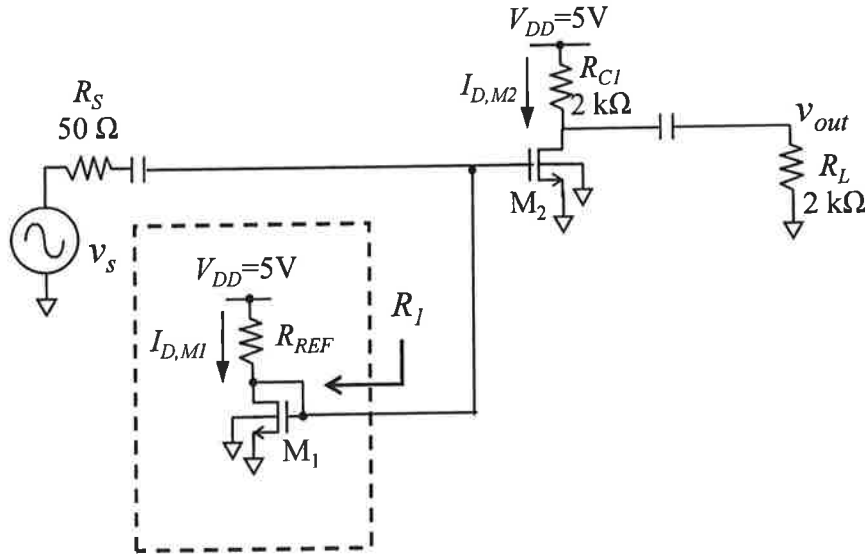 V_DD=5V
R_C1
2 kΩ
I_D,M2
R_S
50 Ω
v_out
R_L
2 kΩ
M_2
v_s
V_DD=5V
R_1
I_D,M1
R_REF
M_1